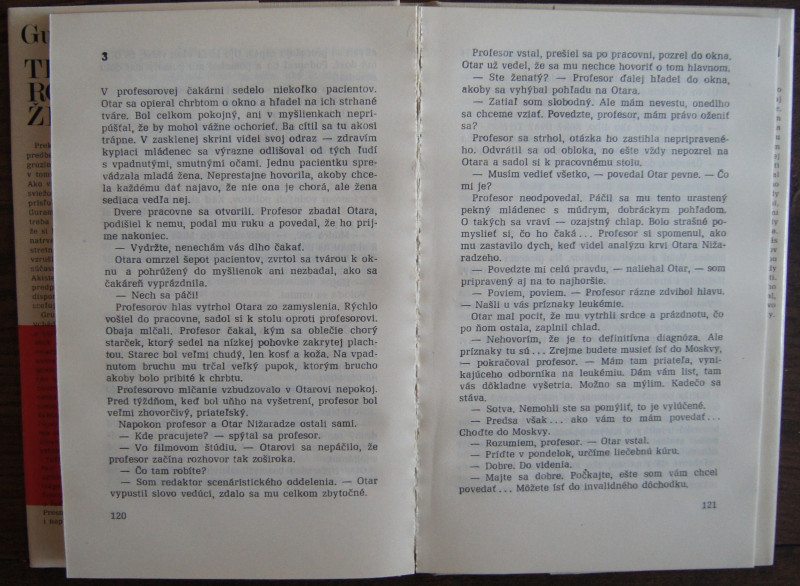 Gu
TI
RO
ŽI
3
V profesorovej čakárni sedelo niekoľko pacientov.
Otar sa opieral chrbtom o okno a hľadel na ich strhané
tváre. Bol celkom pokojný, ani v myšlienkach nepri-
púšťal, že by mohol vážne ochorieť. Ba cítil sa tu akosi
trápne. V zasklenej skrini videl svoj odraz — zdravím
kypiaci mládenec sa výrazne odlišoval od tých ľudí
s vpadnutými, smutnými očami. Jednu pacientku spre-
vádzala mladá žena. Neprestajne hovorila, akoby chce-
la každému dať najavo, že nie ona je chorá, ale žena
sediaca vedľa nej.
Dvere pracovne sa otvorili. Profesor zbadal Otara,
podišiel k nemu, podal mu ruku a povedal, že ho prij-
me nakoniec.
— Vydržte, nenechám vás dlho čakať.
Otara omrzel šepot pacientov, zvrtol sa tvárou k oknu
a pohrúžený do myšlienok ani nezbadal, ako sa
čakáreň vyprázdnila.
— Nech sa páči!
Profesorov hlas vytrhol Otara zo zamyslenia. Rýchlo
vošiel do pracovne, sadol si k stolu oproti profesorovi.
Obaja mlčali. Profesor čakal, kým sa oblečie chorý
starček, ktorý sedel na nízkej pohovke zakrytej plach-
tou. Starec bol veľmi chudý, len kosť a koža. Na vpad-
nutom bruchu mu trčal veľký pupok, ktorým brucho
akoby bolo pribité k chrbtu.
Profesorovo mlčanie vzbudzovalo v Otarovi nepokoj.
Pred týždňom, keď bol uňho na vyšetrení, profesor bol
veľmi zhovorčivý, priateľský.
Napokon profesor a Otar Nižaradze ostali sami.
— Kde pracujete? — spýtal sa profesor.
— Vo filmovom štúdiu. — Otarovi sa nepáčilo, že
profesor začína rozhovor tak zoširoka.
— Čo tam robíte?
— Som redaktor scenáristického oddelenia. — Otar
vypustil slovo vedúci, zdalo sa mu celkom zbytočné.
120
Profesor vstal, prešiel sa po pracovni, pozrel do okna.
Otar už vedel, že sa mu nechce hovoriť o tom hlavnom.
— Ste ženatý? — Profesor ďalej hľadel do okna,
akoby sa vyhýbal pohľadu na Otara.
— Zatiaľ som slobodný. Ale mám nevestu, onedlho
sa chceme vziať. Povedzte, profesor, mám právo oženiť
sa?
Profesor sa strhol, otázka ho zastihla nepripravené-
ho. Odvrátil sa od obloka, no ešte vždy nepozrel na
Otara a sadol si k pracovnému stolu.
— Musím vedieť všetko, — povedal Otar pevne. — Čo
mi je?
Profesor neodpovedal. Páčil sa mu tento urastený
pekný mládenec s múdrym, dobráckym pohľadom.
O takých sa vraví — ozajstný chlap. Bolo strašné po-
myslieť si, čo ho čaká... Profesor si spomenul, ako
mu zastavilo dych, keď videl analýzu krvi Otara Niža-
radzeho.
— Povedzte mi celú pravdu, — naliehal Otar, — som
pripravený aj na to najhoršie.
— Poviem, poviem. — Profesor rázne zdvihol hlavu.
— Našli u vás príznaky leukémie.
Otar mal pocit, že mu vytrhli srdce a prázdnotu, čo
po ňom ostala, zaplnil chlad.
— Nehovorím, že je to definitívna diagnóza. Ale
príznaky tu sú... Zrejme budete musieť ísť do Moskvy,
— pokračoval profesor. — Mám tam priateľa, vyni-
kajúceho odborníka na leukémiu. Dám vám list, tam
vás dôkladne vyšetria. Možno sa mýlim. Kadečo sa
stáva.
— Sotva. Nemohli ste sa pomýliť, to je vylúčené.
— Predsa však... ako vám to mám povedať...
Choďte do Moskvy.
— Rozumiem, profesor. — Otar vstal.
— Príďte v pondelok, určíme liečebnú kúru.
— Dobre. Do videnia.
— Majte sa dobre. Počkajte, ešte som vám chcel
povedať... Môžete ísť do invalidného dôchodku.
121